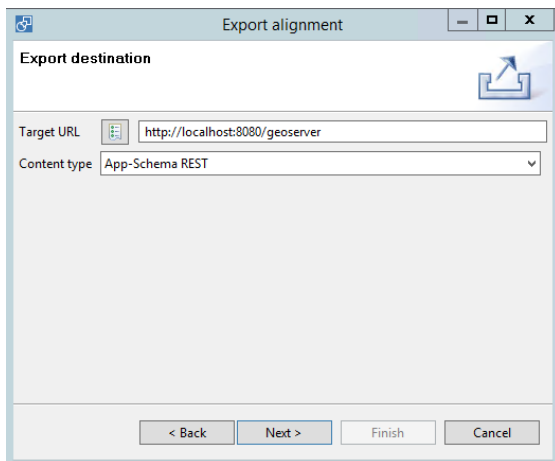 Export alignment
Export destination
Target URL http://localhost:8080/geoserver
Content type App-Schema REST
< Back Next > Finish Cancel